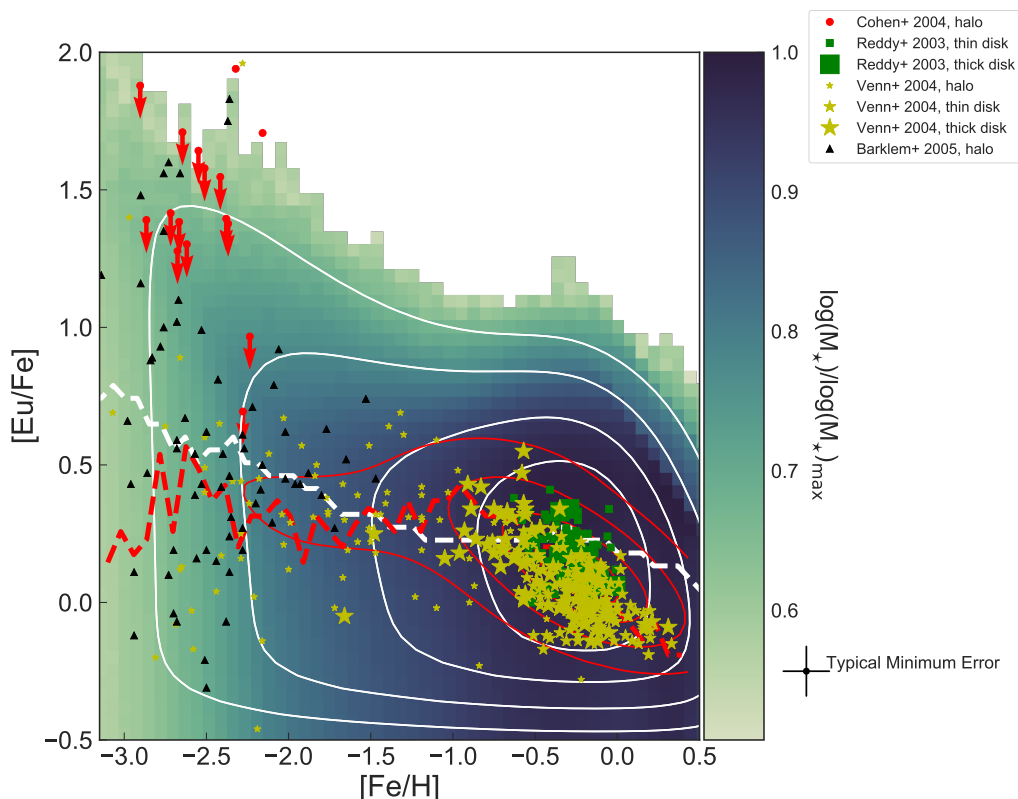 Cohen+ 2004, halo
Reddy+ 2003, thin disk
Reddy+ 2003, thick disk
Venn+ 2004, halo
Venn+ 2004, thin disk
Venn+ 2004, thick disk
Barklem+ 2005, halo
2.0
1.5
1.0
0.5
0.0
−0.5
[Eu/Fe]
−3.0 −2.5 −2.0 −1.5 −1.0 −0.5 0.0 0.5
[Fe/H]
1.0
0.9
0.8
0.7
0.6
log(M⋆)/log(M⋆)max
Typical Minimum Error